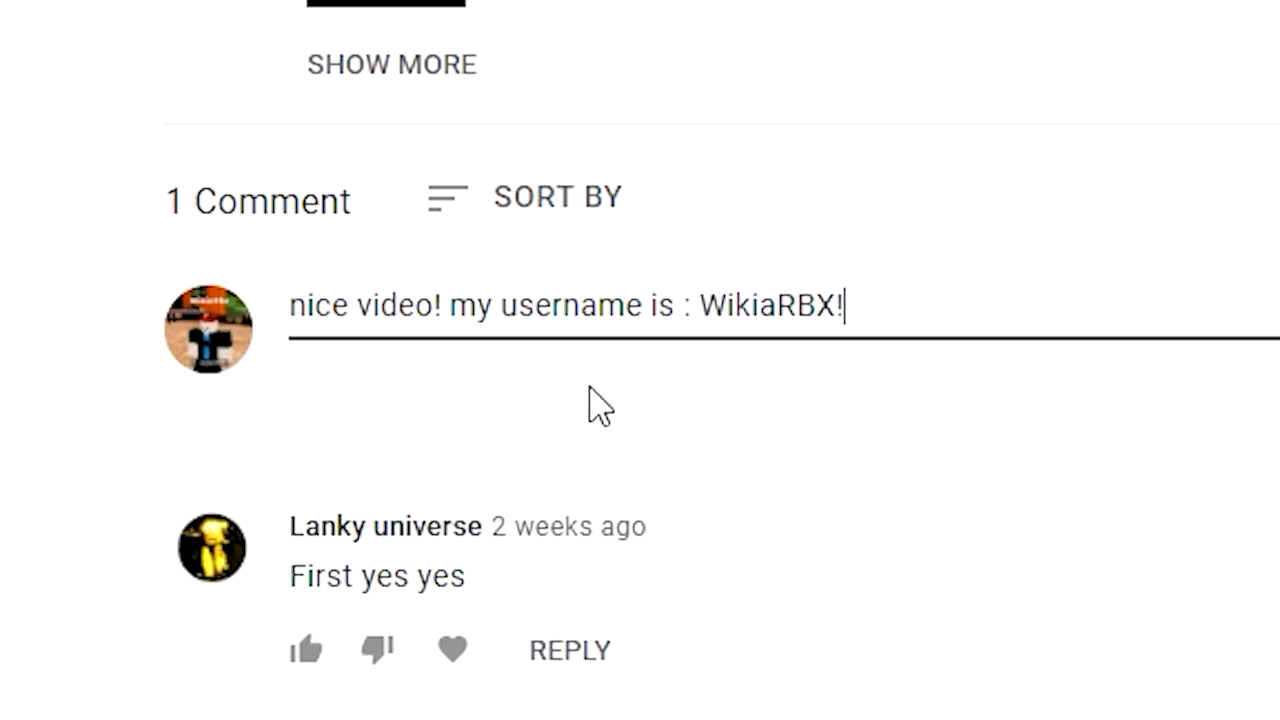 SHOW MORE
1 Comment
SORT BY
nice video! my username is : WikiaRBX!
Lanky universe 2 weeks ago
First yes yes
REPLY